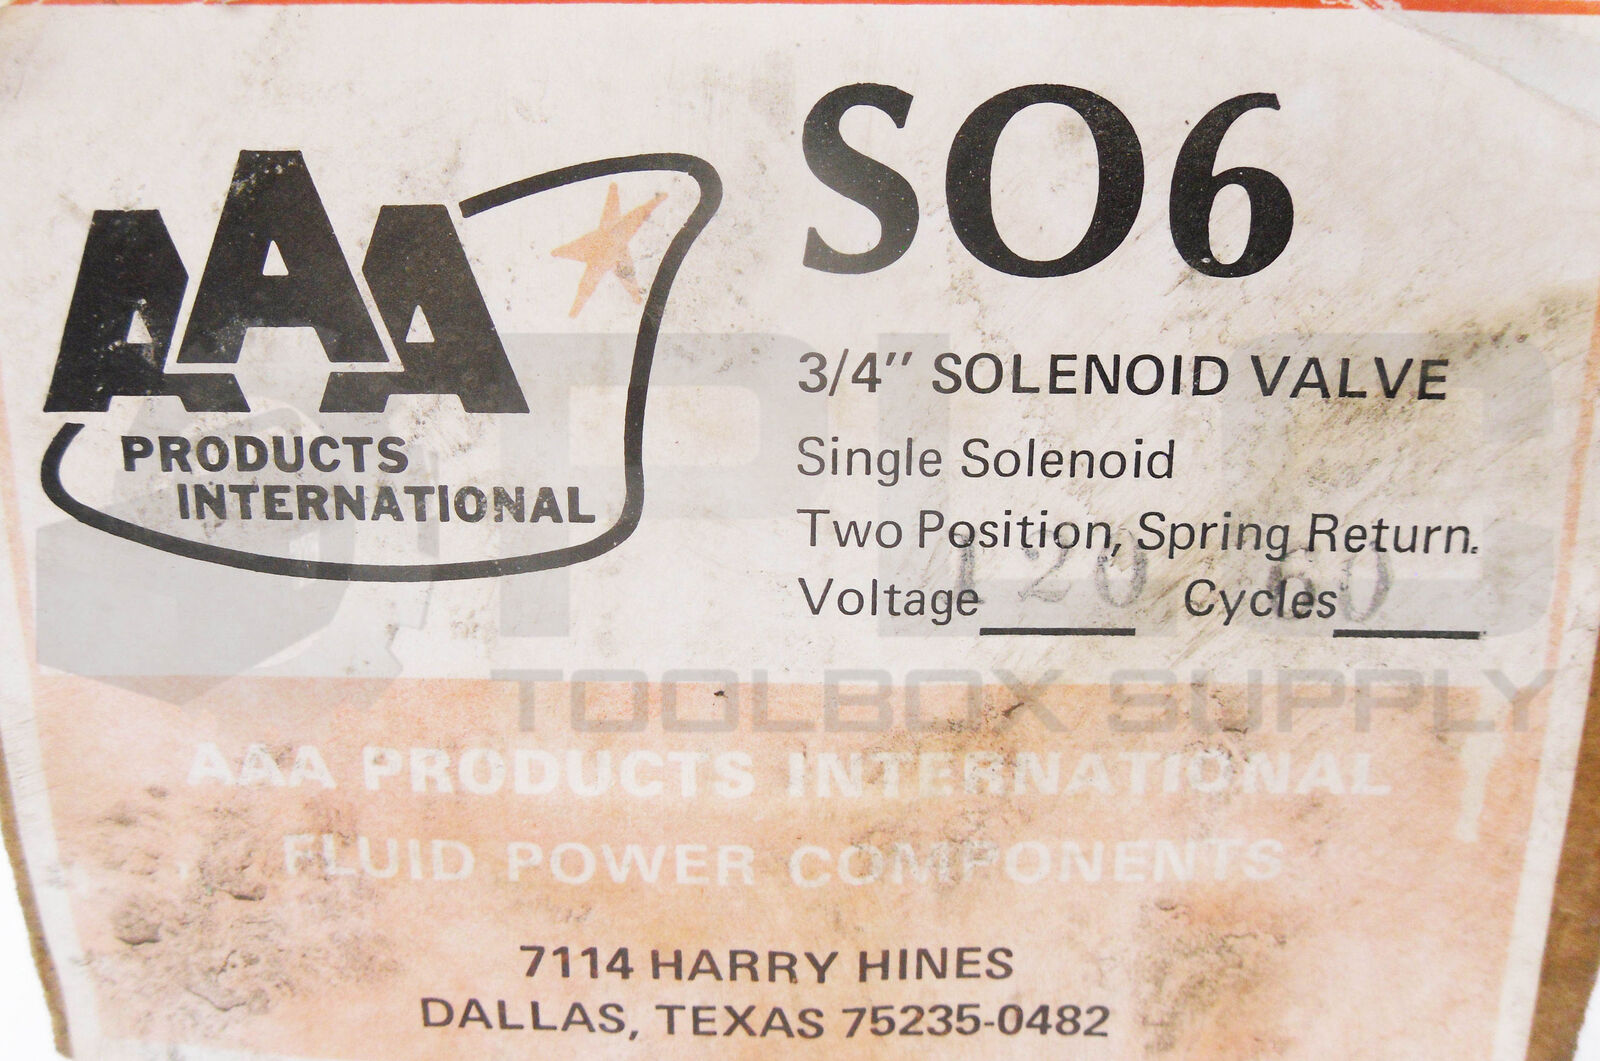 SO6
AAA
PRODUCTS
INTERNATIONAL
3/4" SOLENOID VALVE
Single Solenoid
Two Position, Spring Return.
Voltage 120 Cycles 60
PLC
TOOLBOX SUPPLY
AAA PRODUCTS INTERNATIONAL
FLUID POWER COMPONENTS
7114 HARRY HINES
DALLAS, TEXAS 75235-0482